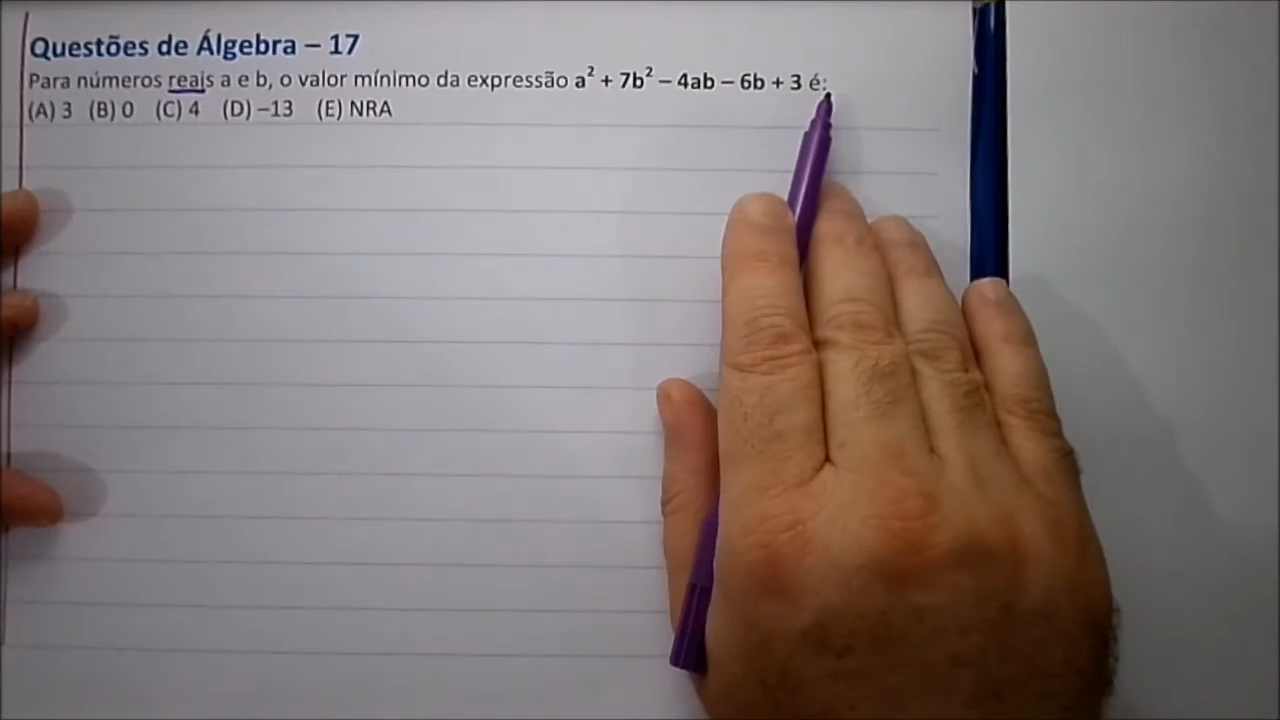 Questões de Álgebra – 17
Para números reais a e b, o valor mínimo da expressão a² + 7b² – 4ab – 6b + 3 é:
(A) 3 (B) 0 (C) 4 (D) –13 (E) NRA